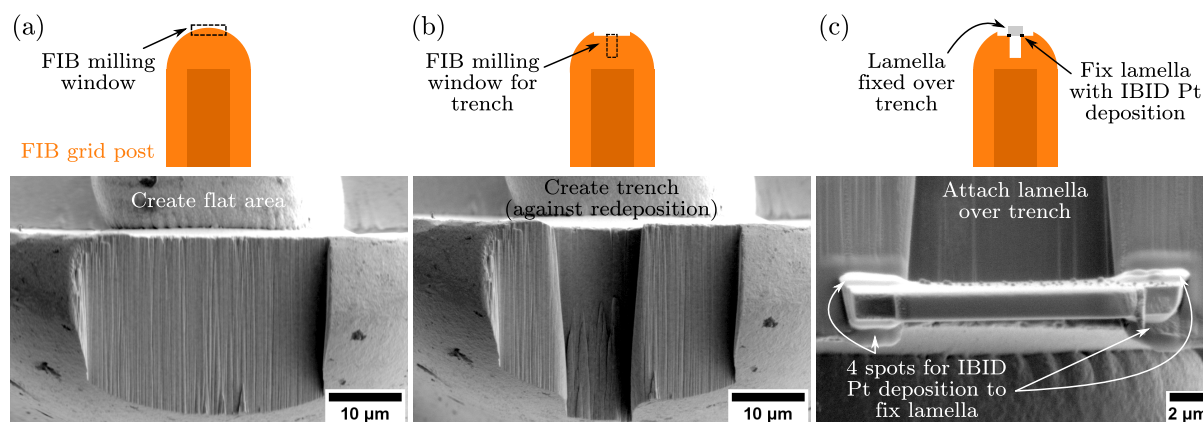 (a)
FIB milling
window
FIB grid post
Create flat area
10 µm
(b)
FIB milling
window for
trench
Create trench
(against redeposition)
10 µm
(c)
Lamella
fixed over
trench
Fix lamella
with IBID Pt
deposition
Attach lamella
over trench
4 spots for IBID
Pt deposition to
fix lamella
2 µm